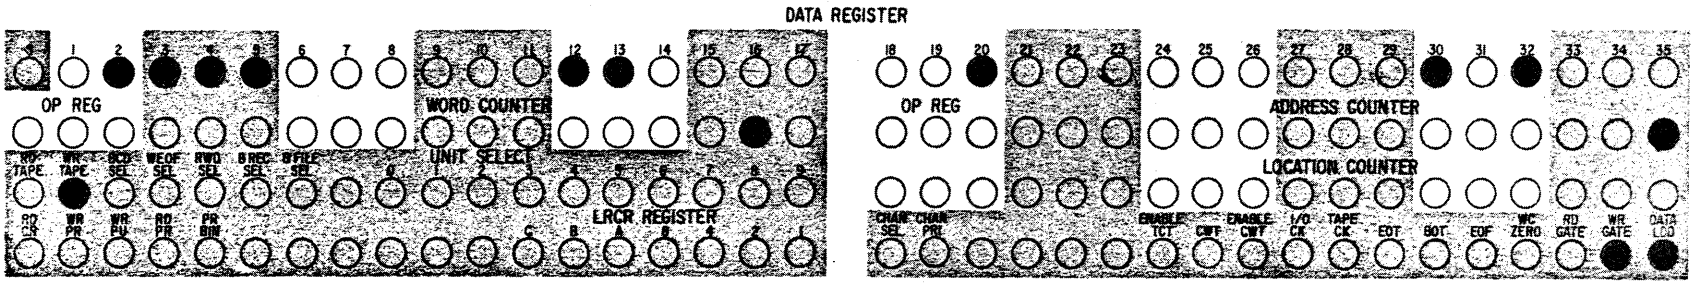 DATA REGISTER
1 2 3 4 5 6 7 8 9 10 11 12 13 14 15 16 17 18 19 20 21 22 23 24 25 26 27 28 29 30 31 32 33 34 35
OP REG WORD COUNTER OP REG ADDRESS COUNTER
RD TAPE WR TAPE BCD SEL WEOF SEL RWD SEL B REC SEL B FILE SEL UNIT SELECT LOCATION COUNTER
0 1 2 3 4 5 6 7 8 9
LRCR REGISTER
RD WR PR WR PU RD PR PR BIN C B A 8 4 2 1 CHAN SEL CHAN PRI ENABLE TCT CWT ENABLE CWT I/O CK TAPE CK EOT BOT EOF WC ZERO RD GATE WR GATE DATA LDD